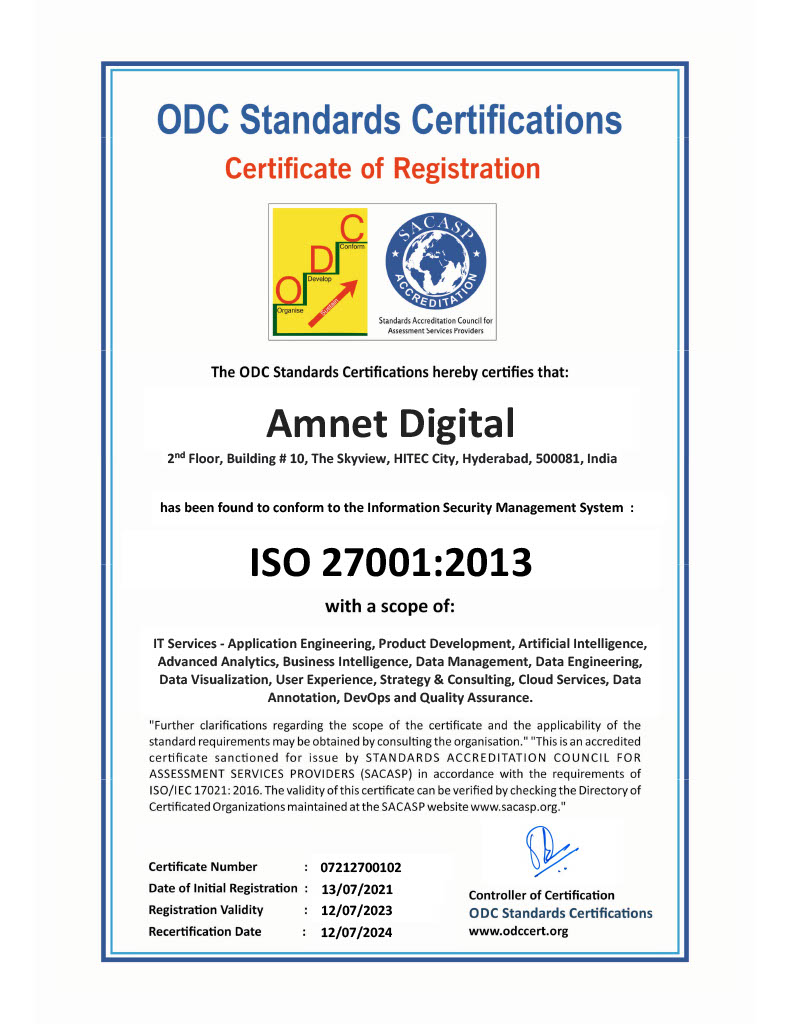 ODC Standards Certifications
Certificate of Registration
C
Conform
D
Develop
O
Organise
Sustain
SACASP
ACCREDITATION
Standards Accreditation Council for
Assessment Services Providers
The ODC Standards Certifications hereby certifies that:
Amnet Digital
2nd Floor, Building # 10, The Skyview, HITEC City, Hyderabad, 500081, India
has been found to conform to the Information Security Management System :
ISO 27001:2013
with a scope of:
IT Services - Application Engineering, Product Development, Artificial Intelligence,
Advanced Analytics, Business Intelligence, Data Management, Data Engineering,
Data Visualization, User Experience, Strategy & Consulting, Cloud Services, Data
Annotation, DevOps and Quality Assurance.
"Further clarifications regarding the scope of the certificate and the applicability of the
standard requirements may be obtained by consulting the organisation." "This is an accredited
certificate sanctioned for issue by STANDARDS ACCREDITATION COUNCIL FOR
ASSESSMENT SERVICES PROVIDERS (SACASP) in accordance with the requirements of
ISO/IEC 17021: 2016. The validity of this certificate can be verified by checking the Directory of
Certificated Organizations maintained at the SACASP website www.sacasp.org."
Certificate Number : 07212700102
Date of Initial Registration : 13/07/2021
Registration Validity : 12/07/2023
Recertification Date : 12/07/2024
Controller of Certification
ODC Standards Certifications
www.odccert.org